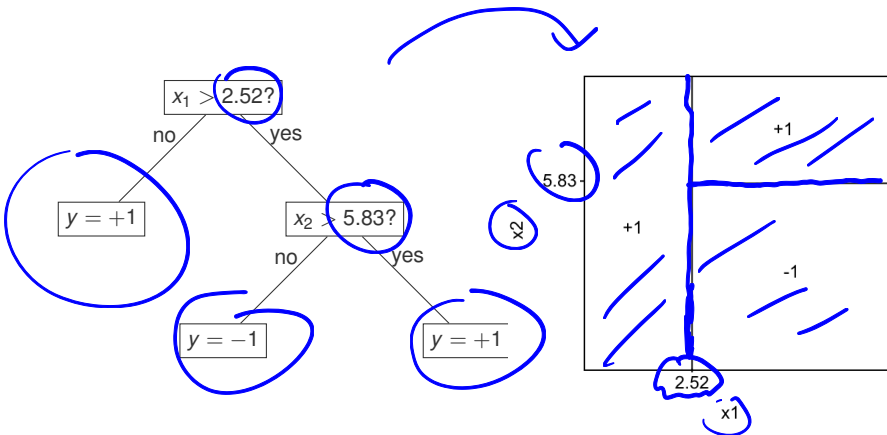 x₁ > 2.52?
no
yes
y = +1
x₂ > 5.83?
no
yes
y = −1
y = +1
+1
5.83
x2
+1
-1
2.52
x1